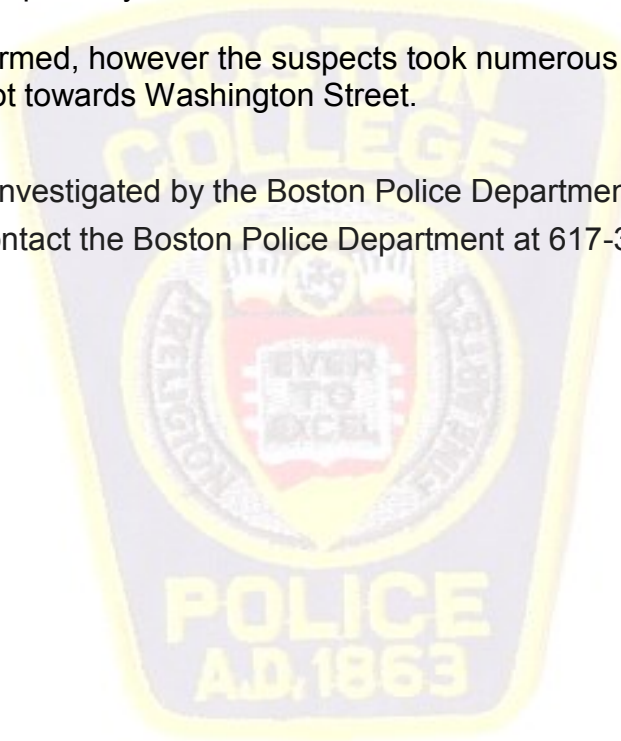 rmed, however the suspects took numerous
ot towards Washington Street.
nvestigated by the Boston Police Departmen
ontact the Boston Police Department at 617-3
BOSTON
COLLEGE
RELIGION
EVER
TO
EXCEL
FINE ARTS
POLICE
A.D. 1863